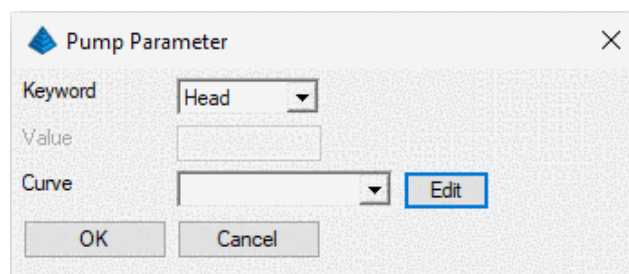 Pump Parameter
Keyword Head
Value
Curve Edit
OK Cancel